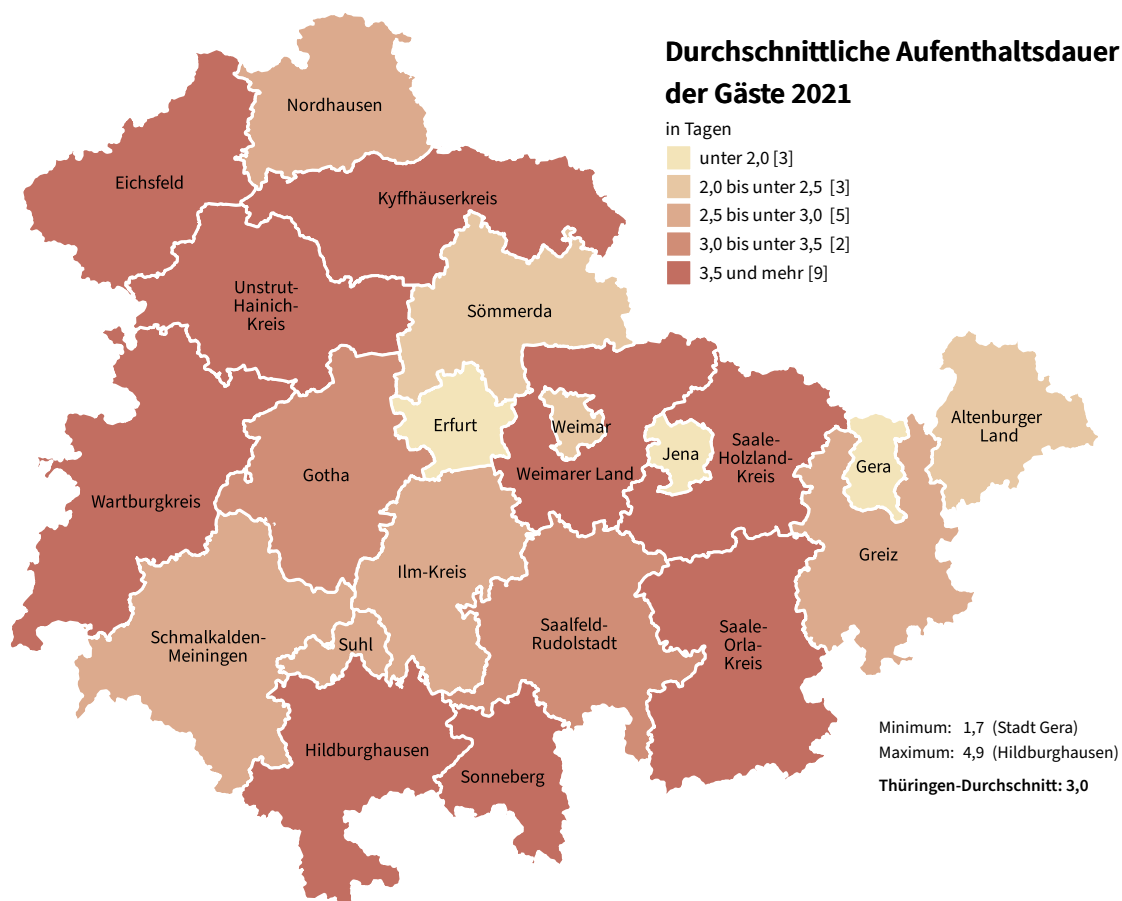 Durchschnittliche Aufenthaltsdauer
der Gäste 2021
in Tagen
unter 2,0 [3]
2,0 bis unter 2,5 [3]
2,5 bis unter 3,0 [5]
3,0 bis unter 3,5 [2]
3,5 und mehr [9]
Nordhausen
Eichsfeld
Kyffhäuserkreis
Unstrut-
Hainich-
Kreis
Sömmerda
Erfurt
Weimar
Weimarer Land
Jena
Saale-
Holzland-
Kreis
Gera
Altenburger
Land
Gotha
Wartburgkreis
Greiz
Ilm-Kreis
Schmalkalden-
Meiningen
Suhl
Saalfeld-
Rudolstadt
Saale-
Orla-
Kreis
Hildburghausen
Sonneberg
Minimum: 1,7 (Stadt Gera)
Maximum: 4,9 (Hildburghausen)
Thüringen-Durchschnitt: 3,0